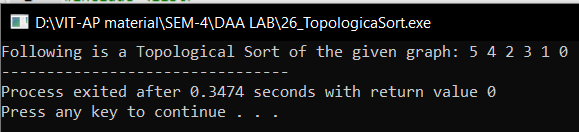 D:\VIT-AP material\SEM-4\DAA LAB\26_TopologicaSort.exe
Following is a Topological Sort of the given graph: 5 4 2 3 1 0
--------------------------------
Process exited after 0.3474 seconds with return value 0
Press any key to continue . . .